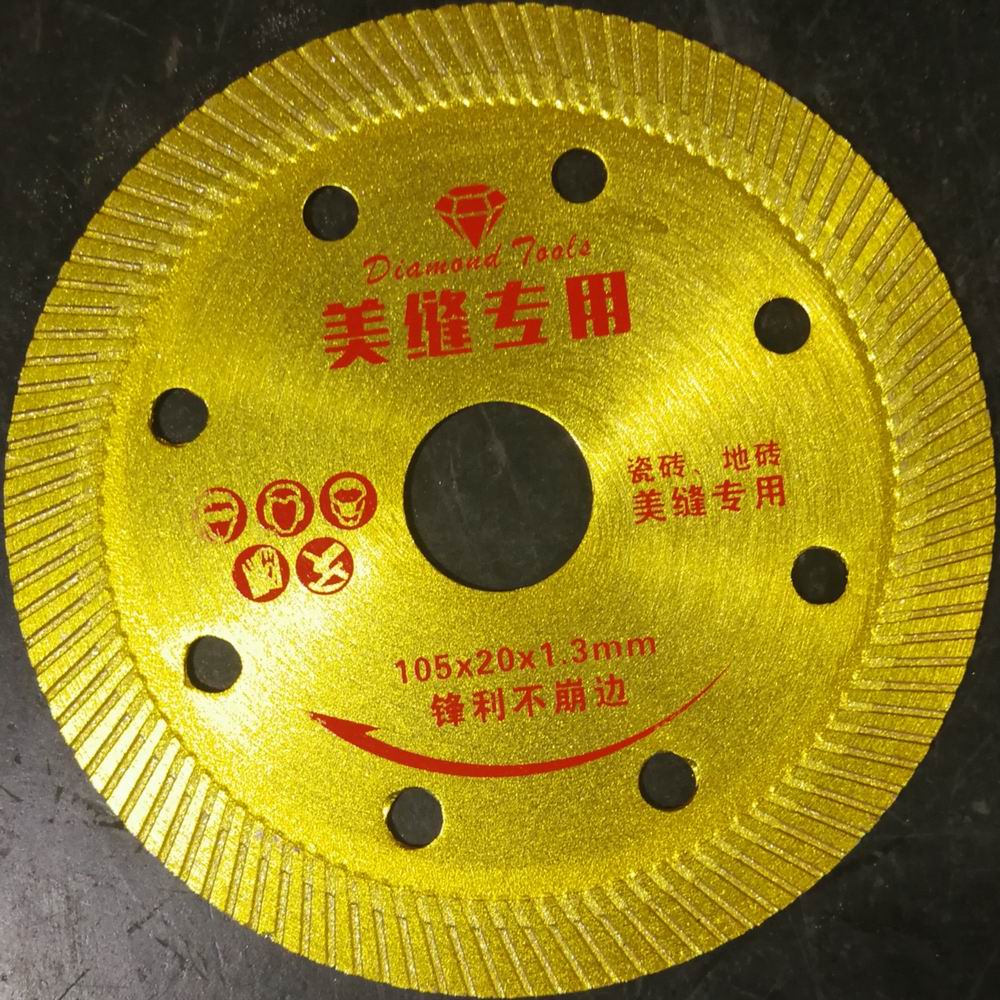 Diamond Tools
美缝专用
瓷砖、地砖
美缝专用
105x20x1.3mm
锋利不崩边